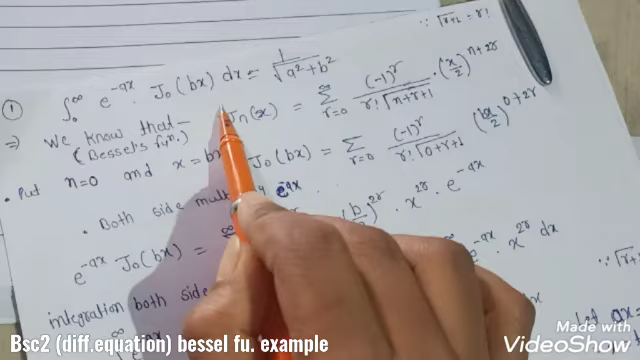 ∵ √r+1 = r!
① ∫₀^∞ e^-ax · J₀(bx) dx = 1/√a²+b²
⇒ We know that— Jn(x) = Σ_{r=0}^∞ (-1)^r / r!√n+r+1 · (x/2)^n+2r
(Bessel's fun.)
• Put n=0 and x = bx J₀(bx) = Σ_{r=0} (-1)^r / r!√0+r+1 (bx/2)^0+2r
• Both side mul e^-ax
e^-ax J₀(bx) = ∞ (b/2)^2r · x^2r · e^-ax
integration both side e^-ax · x^2r dx
∵ √r+1
∞ e^-ax
Let ax=
Bsc2 (diff.equation) bessel fu. example
Made with
VideoShow